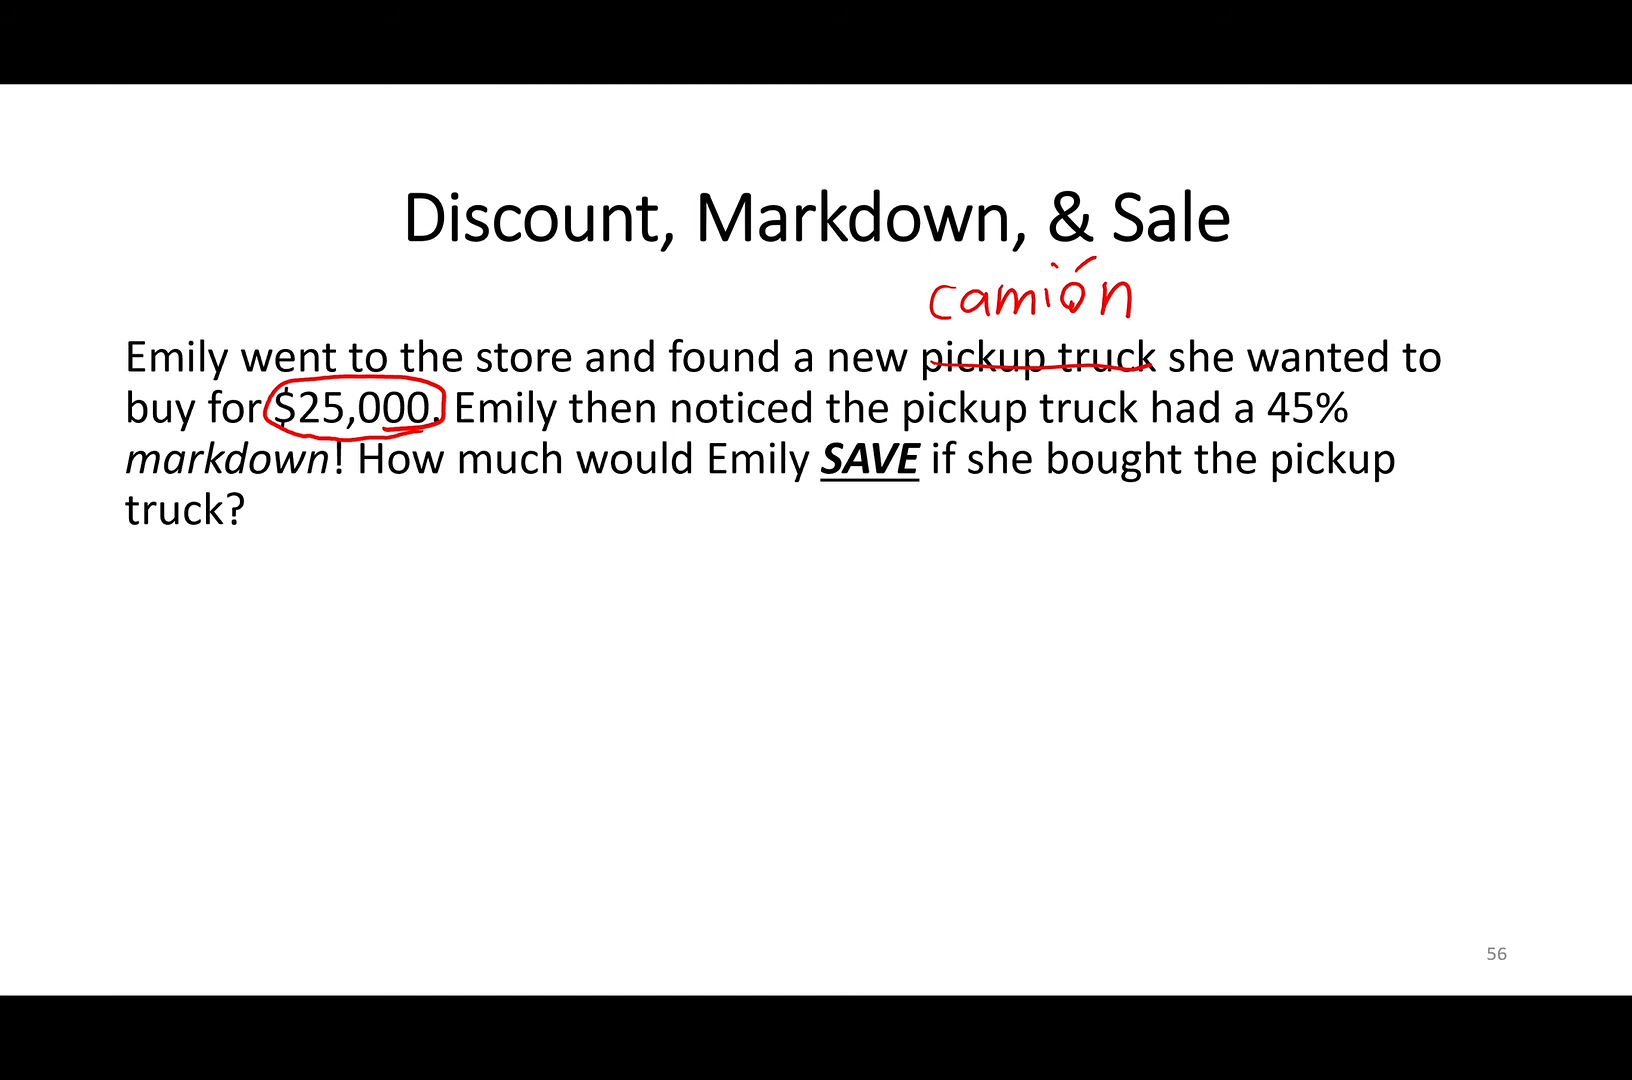 Discount, Markdown, & Sale
camión
Emily went to the store and found a new pickup truck she wanted to
buy for $25,000. Emily then noticed the pickup truck had a 45%
markdown! How much would Emily SAVE if she bought the pickup
truck?
56